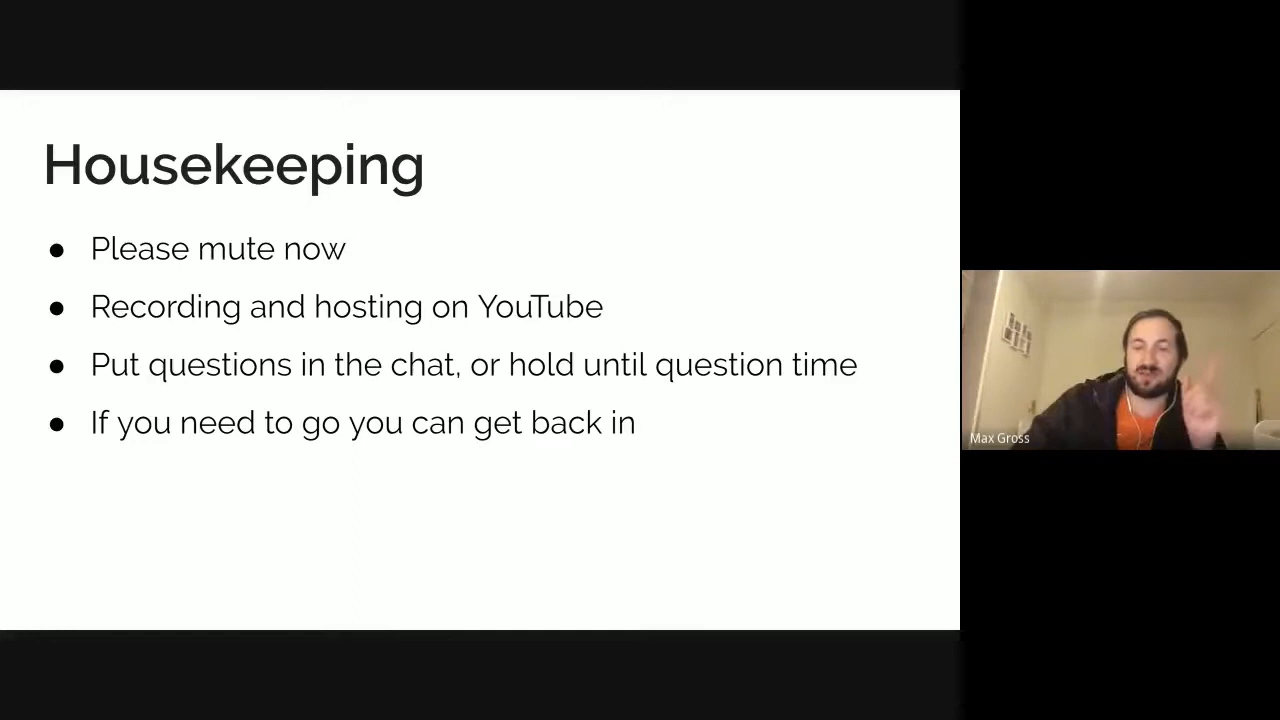 Housekeeping
● Please mute now
● Recording and hosting on YouTube
● Put questions in the chat, or hold until question time
● If you need to go you can get back in
Max Gross